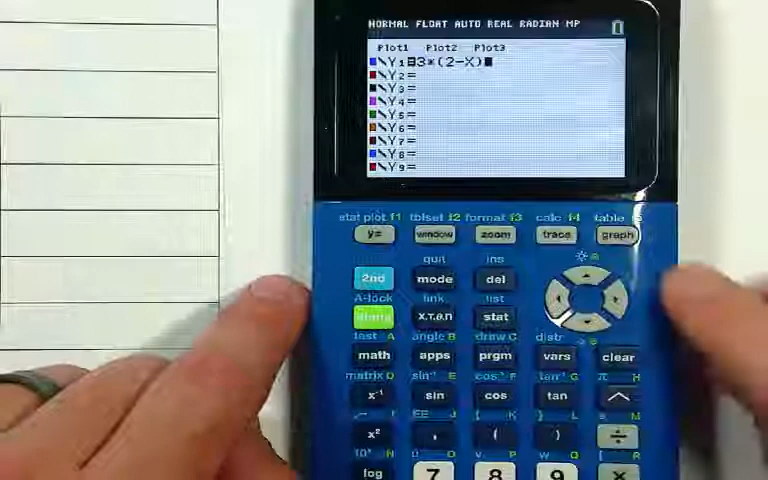 NORMAL FLOAT AUTO REAL RADIAN MP
Plot1 Plot2 Plot3
\Y1=3*(2-X)
\Y2=
\Y3=
\Y4=
\Y5=
\Y6=
\Y7=
\Y8=
\Y9=
stat plot f1 tblset f2 format f3 calc f4 table
y= window zoom trace graph
quit ins
2nd mode del
A-lock link list
alpha X,T,θ,n stat
test A angle B draw C distr
math apps prgm vars clear
matrix D sin⁻¹ E cos⁻¹ F tan⁻¹ G π H
x⁻¹ sin cos tan ^
EE J { K } L e M
x² , ( ) ÷
10ˣ N u O v P w Q [ R
log 7 8 9 ×